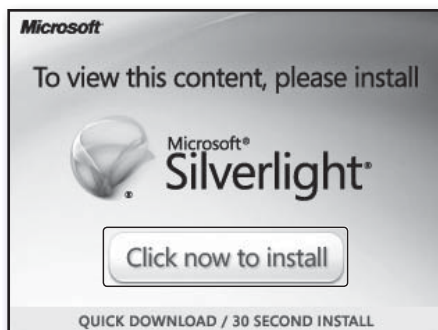 Microsoft
To view this content, please install
Microsoft®
Silverlight®
®
Click now to install
QUICK DOWNLOAD / 30 SECOND INSTALL